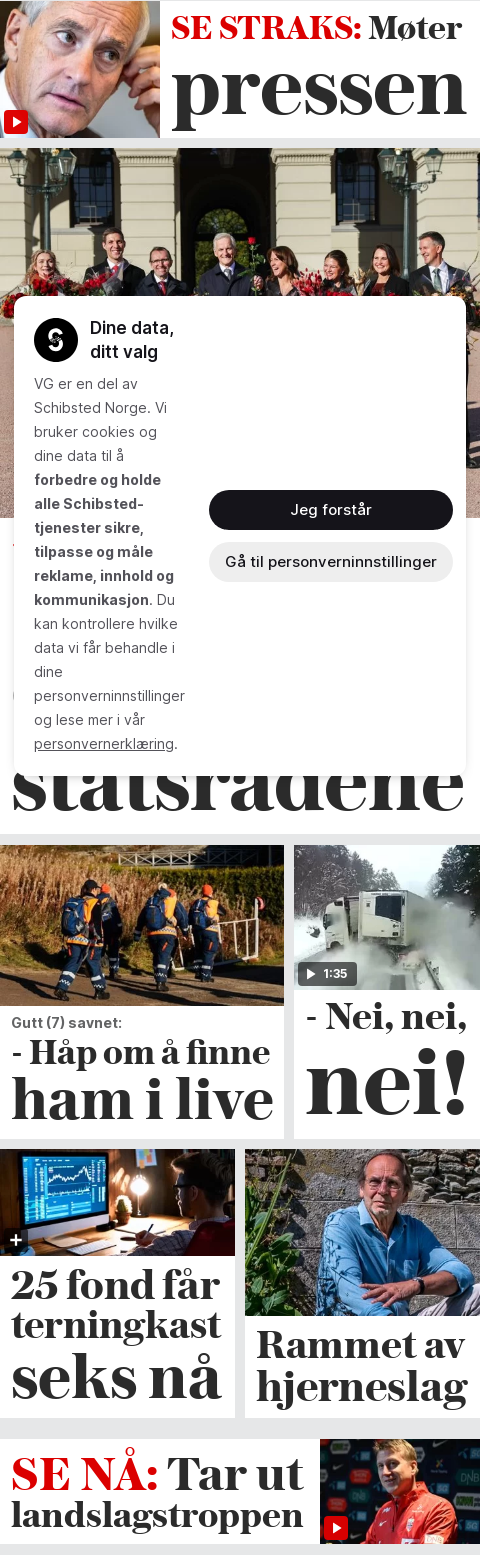 SE STRAKS: Møter
pressen
Dine data,
ditt valg
VG er en del av
Schibsted Norge. Vi
bruker cookies og
dine data til å
forbedre og holde
alle Schibsted-
tjenester sikre,
tilpasse og måle
reklame, innhold og
kommunikasjon. Du
kan kontrollere hvilke
data vi får behandle i
dine
personverninnstillinger
og lese mer i vår
personvernerklæring.
Jeg forstår
Gå til personverninnstillinger
statsrådene
1:35
Gutt (7) savnet:
- Håp om å finne
ham i live
- Nei, nei,
nei!
25 fond får
terningkast
seks nå
Rammet av
hjerneslag
SE NÅ: Tar ut
landslagstroppen
DNB